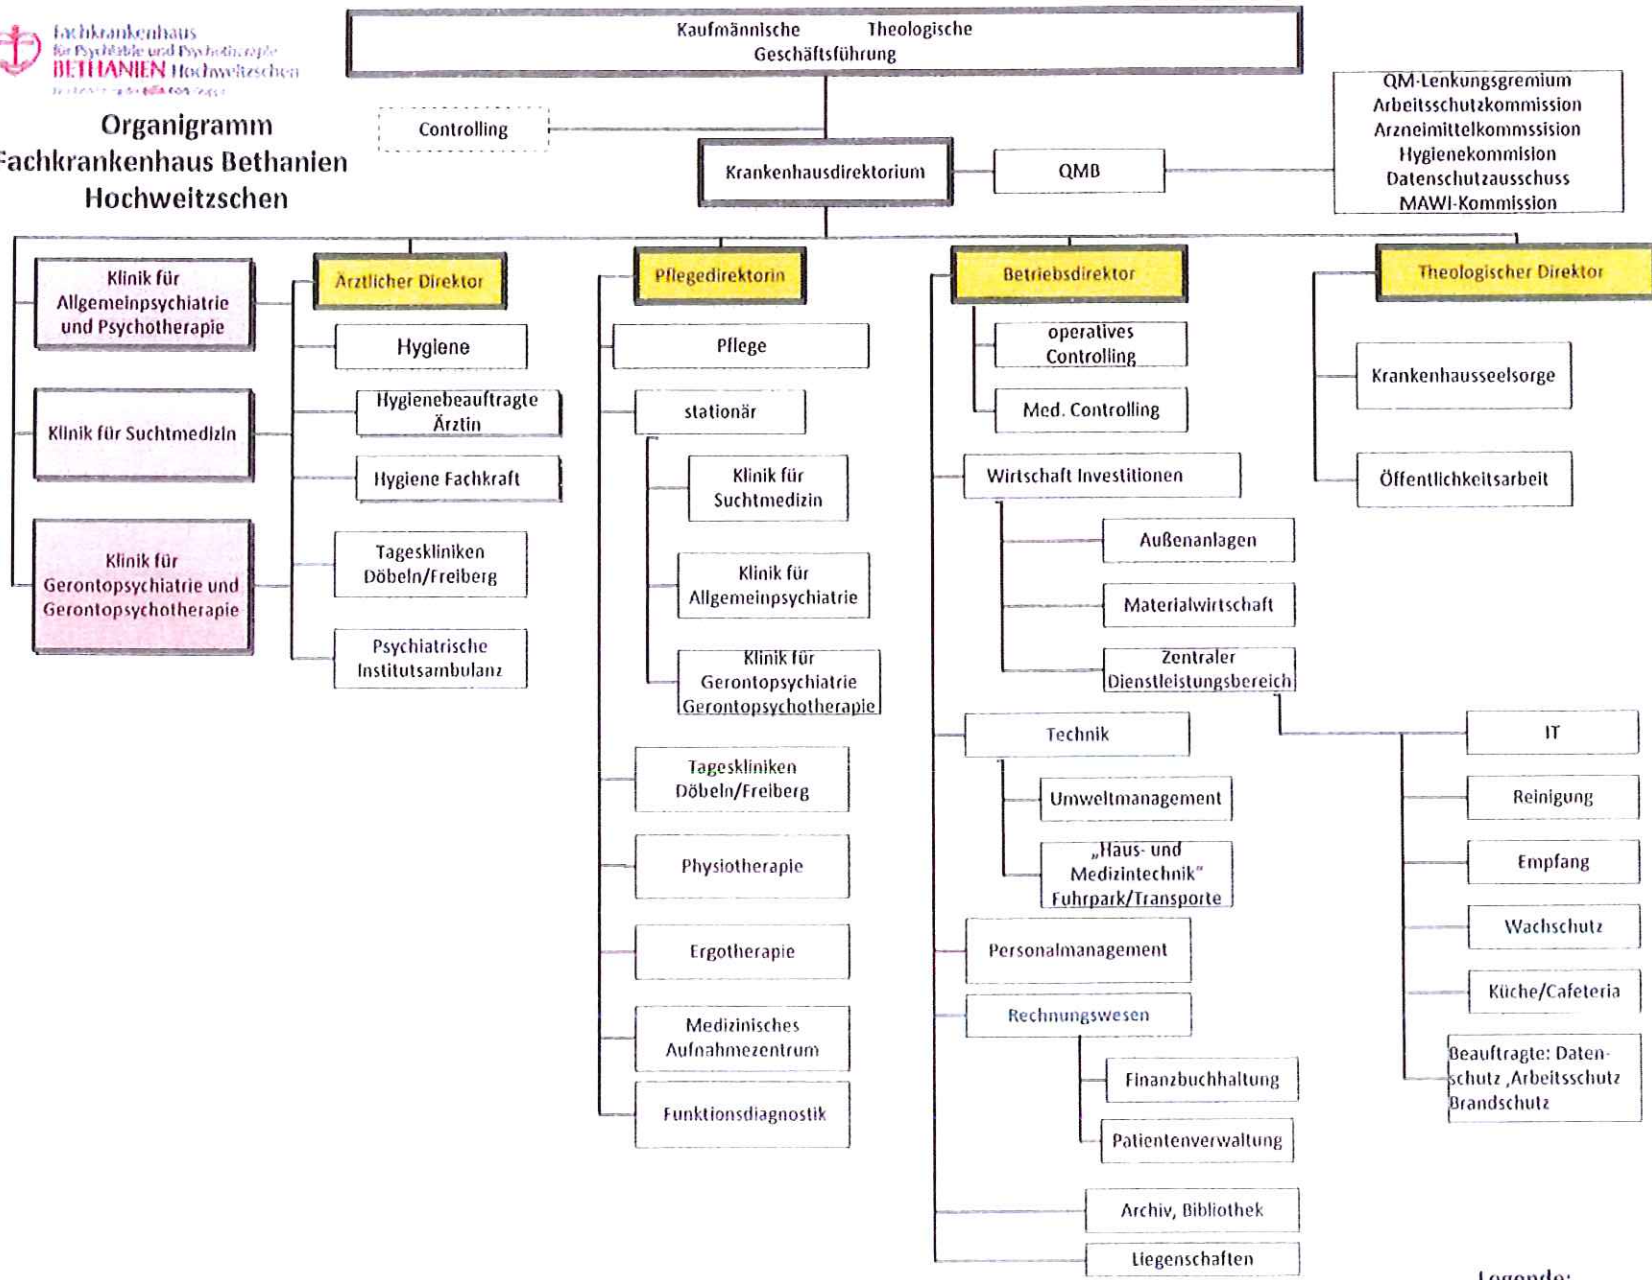 Fachkrankenhaus
für Psychiatrie und Psychotherapie
BETHANIEN Hochweitzschen
Organigramm
Fachkrankenhaus Bethanien
Hochweitzschen
Kaufmännische Theologische
Geschäftsführung
Controlling
Krankenhausdirektorium
QMB
QM-Lenkungsgremium
Arbeitsschutzkommission
Arzneimittelkommssision
Hygienekommision
Datenschutzausschuss
MAWI-Kommission
Klinik für
Allgemeinpsychiatrie
und Psychotherapie
Klinik für Suchtmedizin
Klinik für
Gerontopsychiatrie und
Gerontopsychotherapie
Ärztlicher Direktor
Hygiene
Hygienebeauftragte
Ärztin
Hygiene Fachkraft
Tageskliniken
Döbeln/Freiberg
Psychiatrische
Institutsambulanz
Pflegedirektorin
Pflege
stationär
Klinik für
Suchtmedizin
Klinik für
Allgemeinpsychiatrie
Klinik für
Gerontopsychiatrie
Gerontopsychotherapie
Tageskliniken
Döbeln/Freiberg
Physiotherapie
Ergotherapie
Medizinisches
Aufnahmezentrum
Funktionsdiagnostik
Betriebsdirektor
operatives
Controlling
Med. Controlling
Wirtschaft Investitionen
Außenanlagen
Materialwirtschaft
Zentraler
Dienstleistungsbereich
Technik
Umweltmanagement
„Haus- und
Medizintechnik"
Fuhrpark/Transporte
Personalmanagement
Rechnungswesen
Finanzbuchhaltung
Patientenverwaltung
Archiv, Bibliothek
Liegenschaften
Theologischer Direktor
Krankenhausseelsorge
Öffentlichkeitsarbeit
IT
Reinigung
Empfang
Wachschutz
Küche/Cafeteria
Beauftragte: Daten-
schutz ,Arbeitsschutz
Brandschutz
Legende: